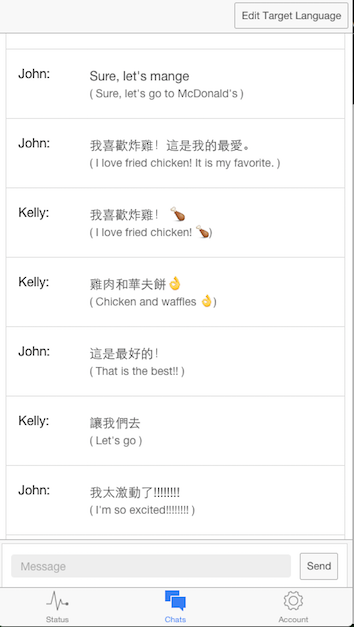 Edit Target Language
John:
Sure, let's mange
( Sure, let's go to McDonald's )
John:
我喜歡炸雞！這是我的最愛。
( I love fried chicken! It is my favorite. )
Kelly:
我喜歡炸雞！ 🍗
( I love fried chicken! 🍗)
Kelly:
雞肉和華夫餅👌
( Chicken and waffles 👌)
John:
這是最好的！
( That is the best!! )
Kelly:
讓我們去
( Let's go )
John:
我太激動了!!!!!!!!
( I'm so excited!!!!!!!! )
Message
Send
Status
Chats
Account